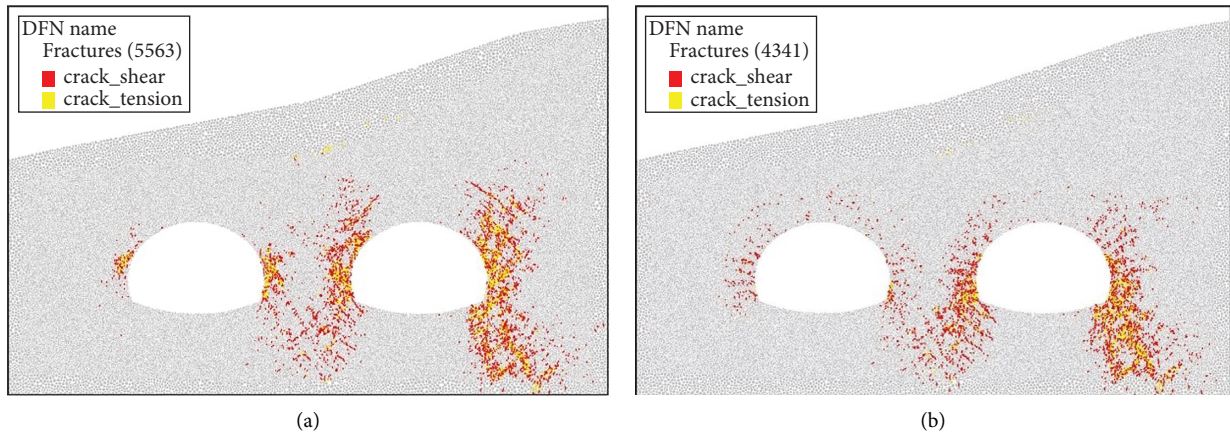 DFN name
Fractures (5563)
crack_shear
crack_tension
(a)
DFN name
Fractures (4341)
crack_shear
crack_tension
(b)